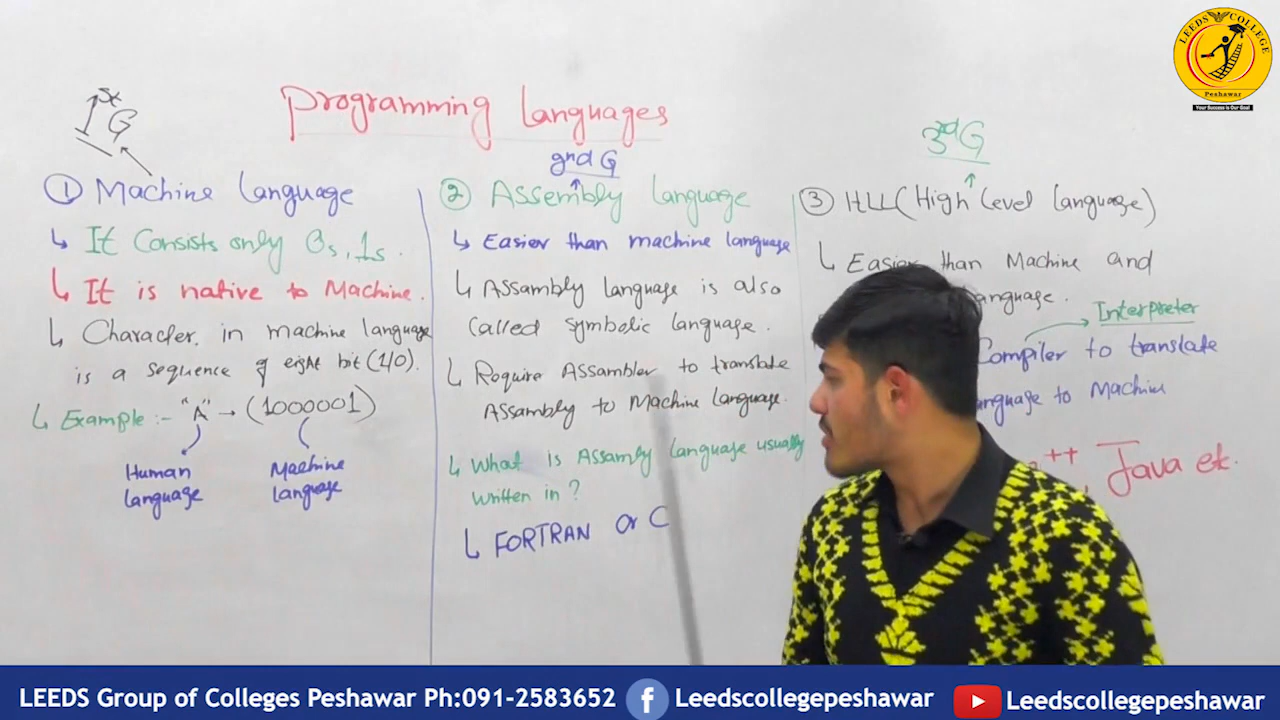 Programming Languages
1st G
① Machine Language
↳ It Consists only 0s, 1s.
↳ It is native to Machine.
↳ Character, in machine language
is a sequence of eight bit (1/0).
↳ Example :- "A" → (1000001)
Human
language
Machine
language
2nd G
② Assembly Language
↳ Easier than machine language
↳ Assembly language is also
Called Symbolic language.
↳ Require Assambler to translate
Assembly to Machine language.
↳ What is Assamly language usually
written in?
↳ FORTRAN or C
3rd G
③ HLL (High Level Language)
↳ Easier than Machine and
language.
Interpreter
Compiler to translate
language to Machine
++, Java etc.
LEEDS COLLEGE
Peshawar
Your Success is Our Goal
LEEDS Group of Colleges Peshawar Ph:091-2583652
Leedscollegepeshawar
Leedscollegepeshawar